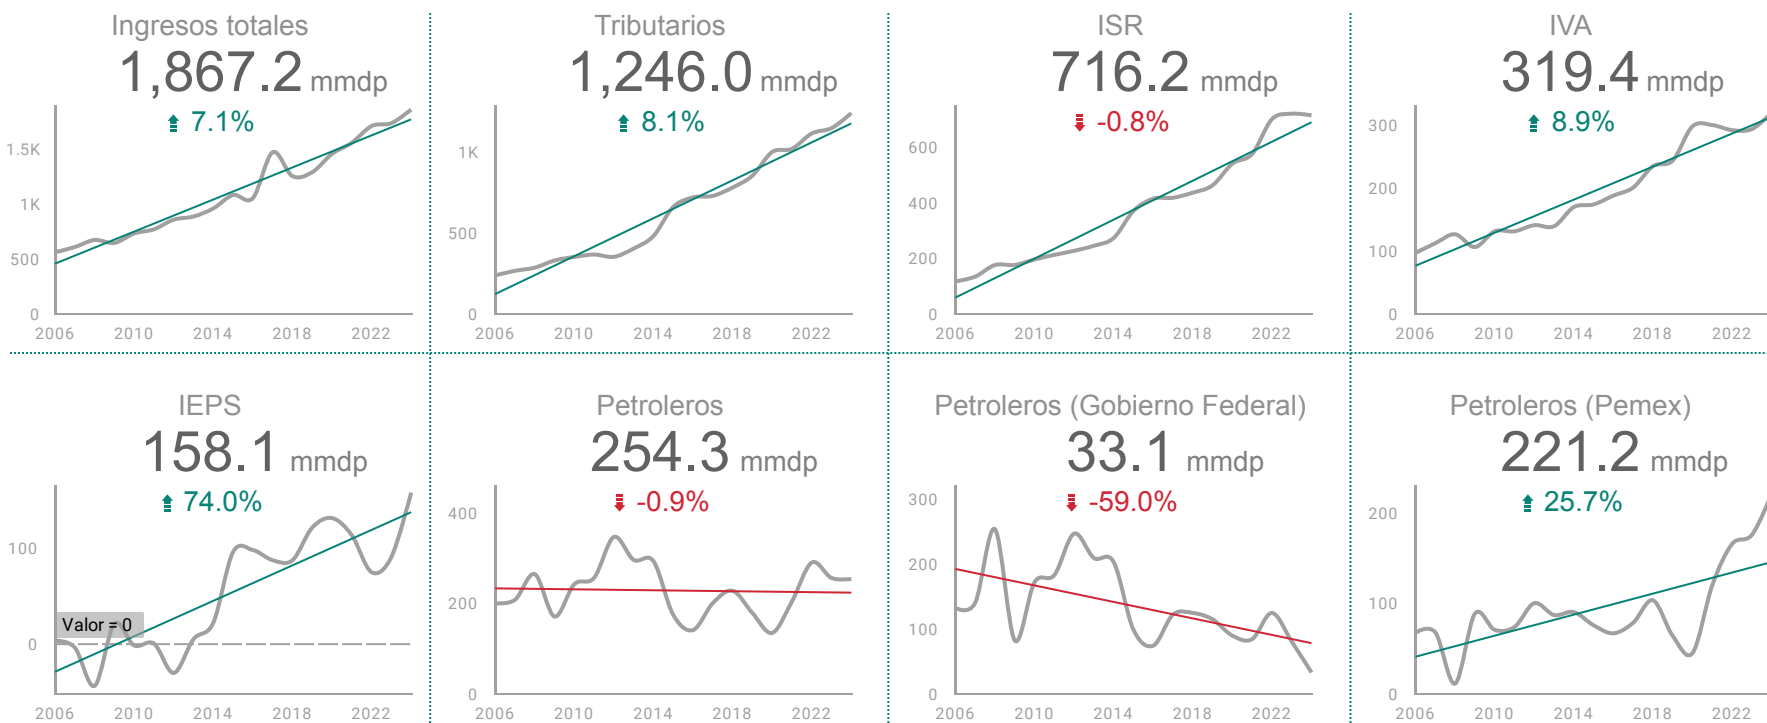 Ingresos totales
1,867.2 mmdp
7.1%
1.5K
1K
500
0
2006 2010 2014 2018 2022
Tributarios
1,246.0 mmdp
8.1%
1K
500
0
2006 2010 2014 2018 2022
ISR
716.2 mmdp
-0.8%
600
400
200
0
2006 2010 2014 2018 2022
IVA
319.4 mmdp
8.9%
300
200
100
0
2006 2010 2014 2018 2022
IEPS
158.1 mmdp
74.0%
100
Valor = 0
0
2006 2010 2014 2018 2022
Petroleros
254.3 mmdp
-0.9%
400
200
0
2006 2010 2014 2018 2022
Petroleros (Gobierno Federal)
33.1 mmdp
-59.0%
300
200
100
0
2006 2010 2014 2018 2022
Petroleros (Pemex)
221.2 mmdp
25.7%
200
100
0
2006 2010 2014 2018 2022